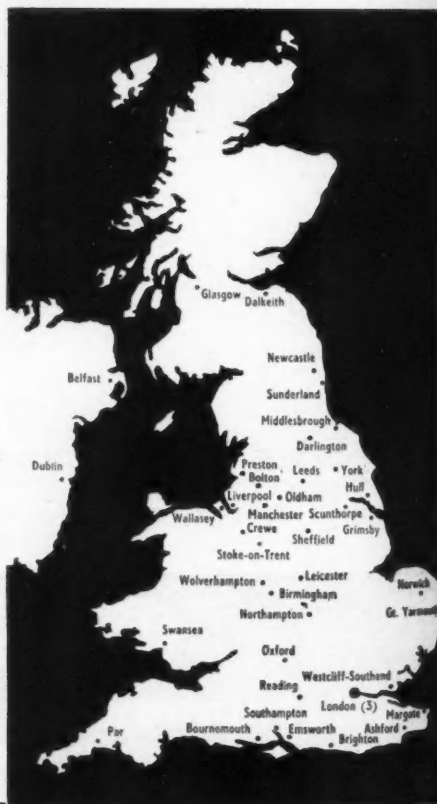 Glasgow Dalkeith
Newcastle
Belfast
Sunderland
Middlesbrough
Darlington
Dublin
Preston Leeds York
Bolton Hull
Liverpool Oldham
Wallasey Manchester Scunthorpe
Crewe Sheffield Grimsby
Stoke-on-Trent
Wolverhampton Leicester Norwich
Birmingham
Northampton Gt. Yarmouth
Swansea
Oxford
Westcliff-Southend
Reading
London (3)
Southampton Margate
Par Bournemouth Emsworth Ashford
Brighton